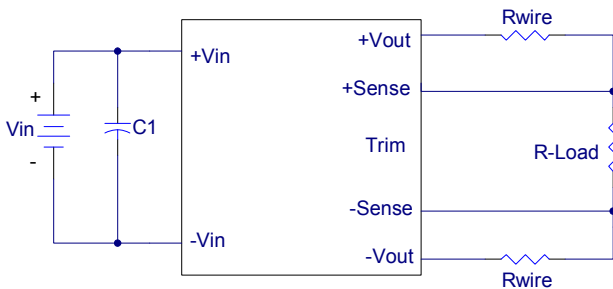 Rwire
+Vout
+Vin
+Sense
+
Vin
C1
Trim
R-Load
-
-Sense
-Vin
-Vout
Rwire